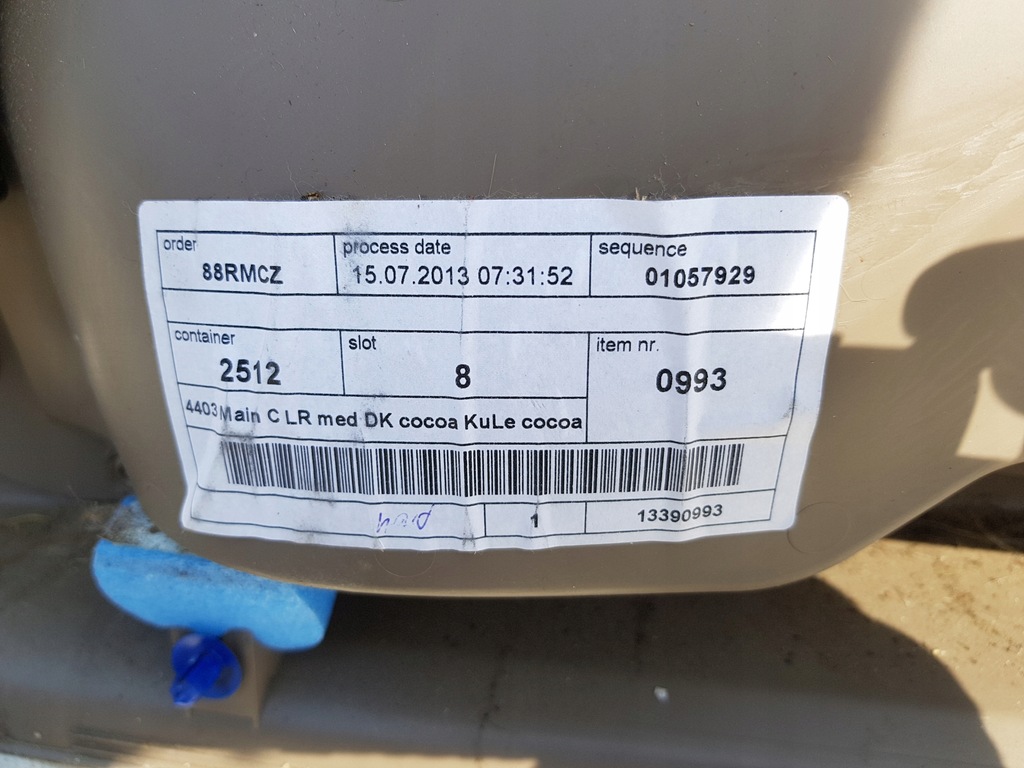 order process date sequence
88RMCZ 15.07.2013 07:31:52 01057929
container slot item nr.
2512 8 0993
4403 Main C LR med DK cocoa KuLe cocoa
1 13390993